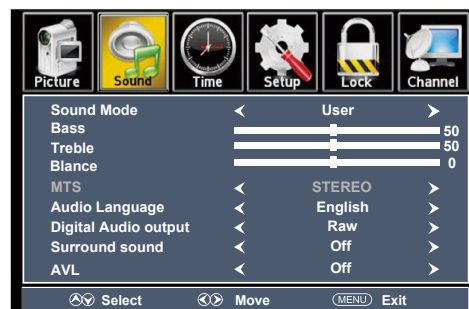 Picture Sound Time Setup Lock Channel
Sound Mode User
Bass 50
Treble 50
Blance 0
MTS STEREO
Audio Language English
Digital Audio output Raw
Surround sound Off
AVL Off
Select Move MENU Exit